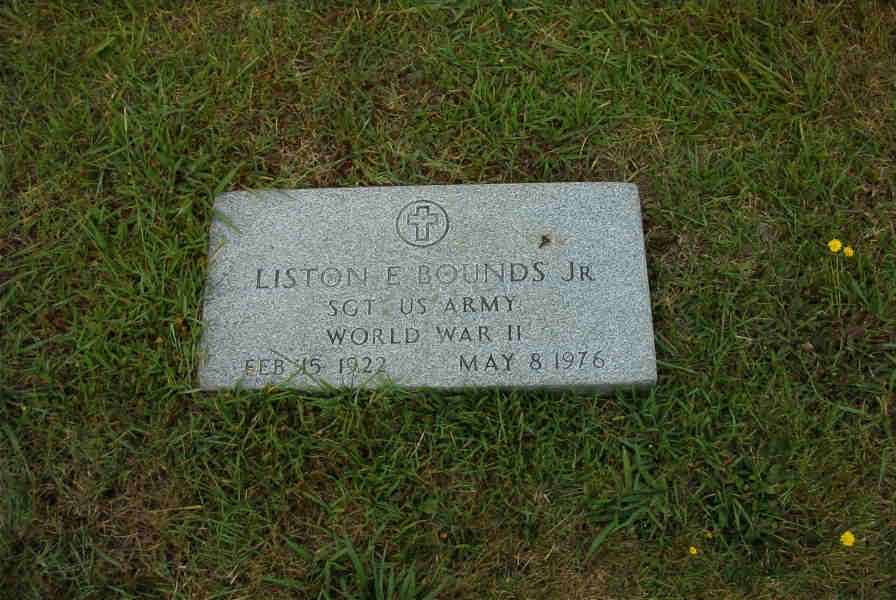 LISTON E BOUNDS JR
SGT US ARMY
WORLD WAR II
FEB 15 1922 MAY 8 1976